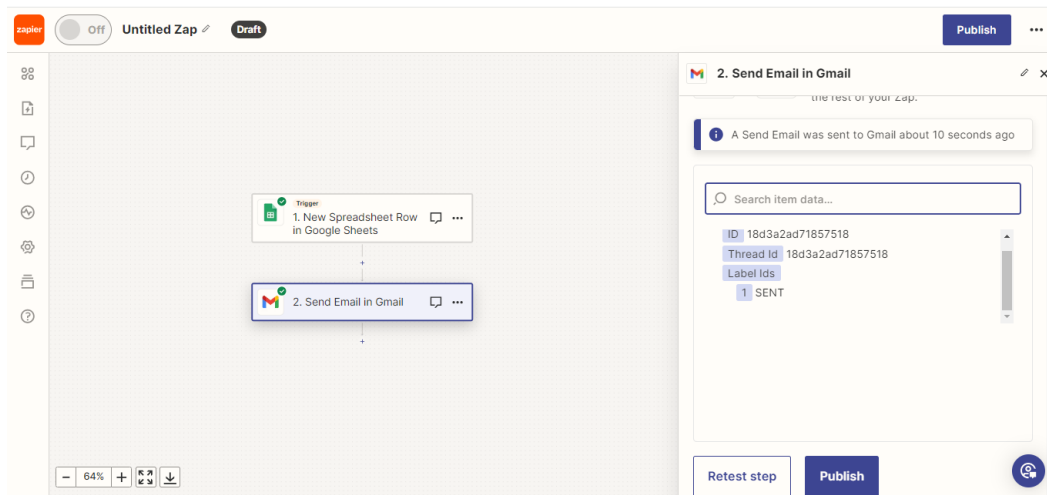 zapier
Off
Untitled Zap
Draft
Publish
2. Send Email in Gmail
the rest of your Zap.
A Send Email was sent to Gmail about 10 seconds ago
Search item data...
ID 18d3a2ad71857518
Thread Id 18d3a2ad71857518
Label Ids
1 SENT
Trigger
1. New Spreadsheet Row
in Google Sheets
2. Send Email in Gmail
64%
Retest step
Publish